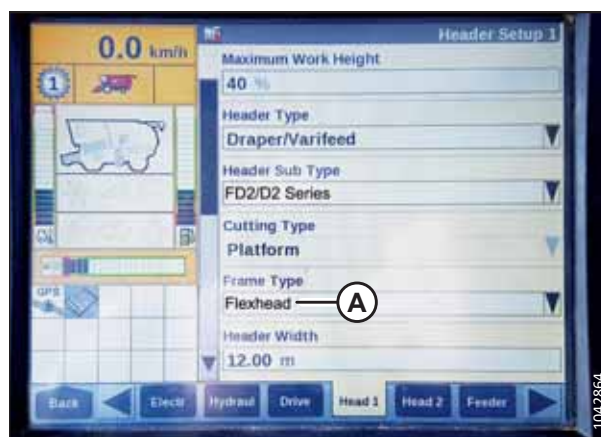 0.0 km/h
Header Setup 1
1
Maximum Work Height
40 %
Header Type
Draper/Varifeed
Header Sub Type
FD2/D2 Series
Cutting Type
Platform
Frame Type
Flexhead
A
Header Width
12.00 m
GPS
Back
Electr
Hydraul
Drive
Head 1
Head 2
Feeder
1042864